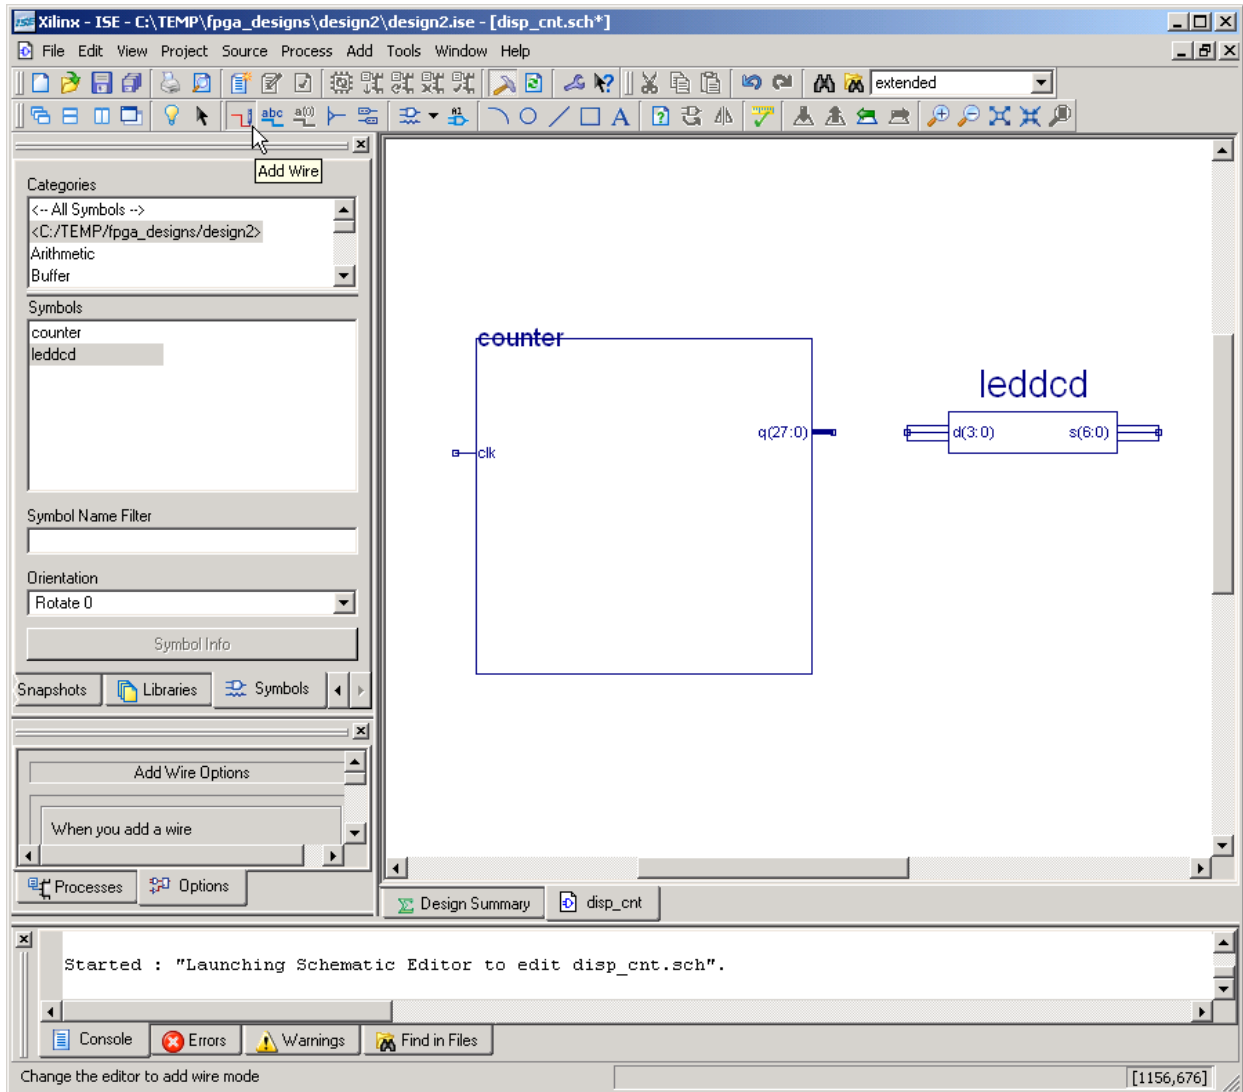 Xilinx - ISE - C:\TEMP\fpga_designs\design2\design2.ise - [disp_cnt.sch*]
File Edit View Project Source Process Add Tools Window Help
extended
abc a(0)
A
Add Wire
Categories
<-- All Symbols -->
<C:/TEMP/fpga_designs/design2>
Arithmetic
Buffer
Symbols
counter
leddcd
Symbol Name Filter
Orientation
Rotate 0
Symbol Info
Snapshots Libraries Symbols
Add Wire Options
When you add a wire
Processes Options
counter
clk
q(27:0)
leddcd
d(3:0) s(6:0)
Design Summary disp_cnt
Started : "Launching Schematic Editor to edit disp_cnt.sch".
Console Errors Warnings Find in Files
Change the editor to add wire mode [1156,676]